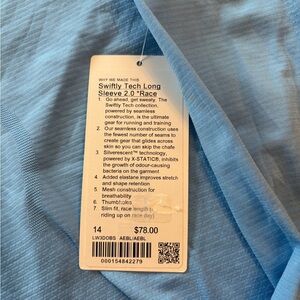 WHY WE MADE THIS
Swiftly Tech Long
Sleeve 2.0 *Race
1. Go ahead, get sweaty. The
Swiftly Tech collection,
powered by seamless
construction, is the ultimate
gear for running and training
2. Our seamless construction uses
the fewest number of seams to
create gear that glides across
skin so you can skip the chafe
3. Silverescent™ technology,
powered by X-STATIC®, inhibits
the growth of odour-causing
bacteria on the garment
4. Added elastane improves stretch
and shape retention
5. Mesh construction for
breathability
6. Thumbholes
7. Slim fit, race length (
riding up on race day)
14 $78.00
LW3DOBS AEBL/AEBL
000154842279